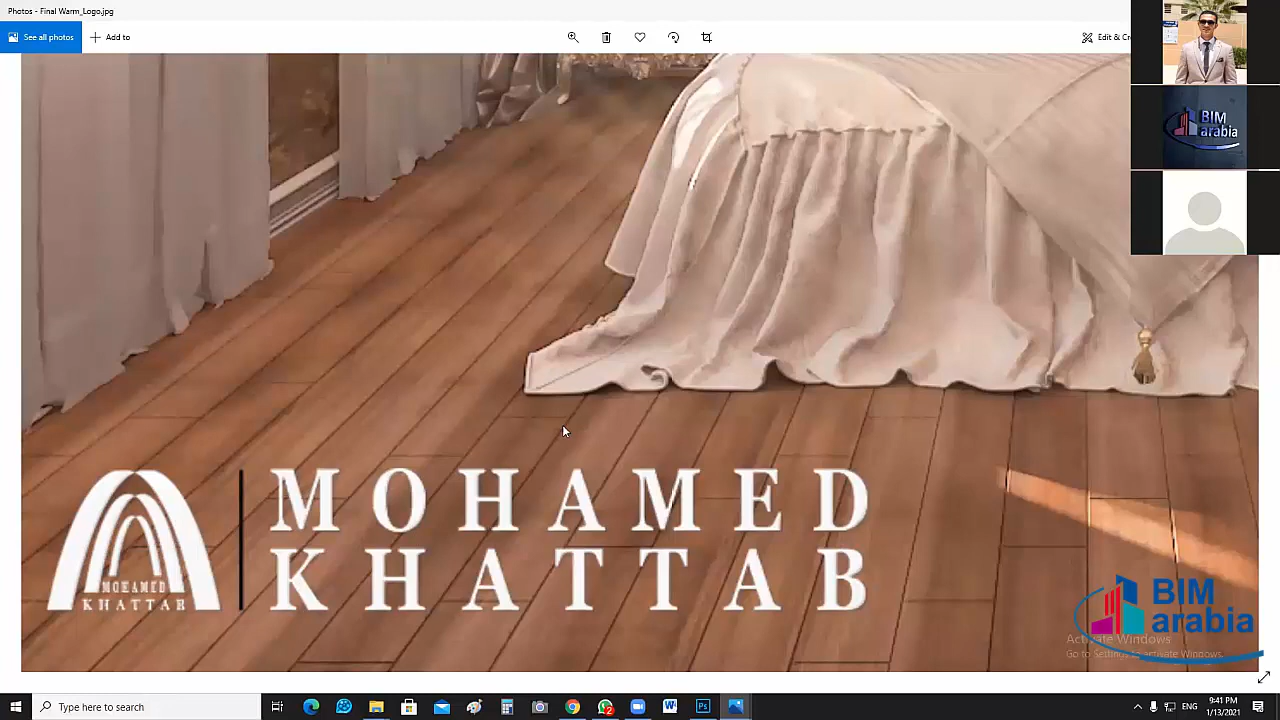 Photos - Final Warm_Logo.jpg
See all photos
Add to
Edit & Cr
BIM
arabia
MOHAMED
KHATTAB
MOHAMED
KHATTAB
BIM
arabia
Activate Windows
Go to Settings to activate Windows.
Type here to search
2
W
Ps
ENG
9:41 PM
1/13/2021